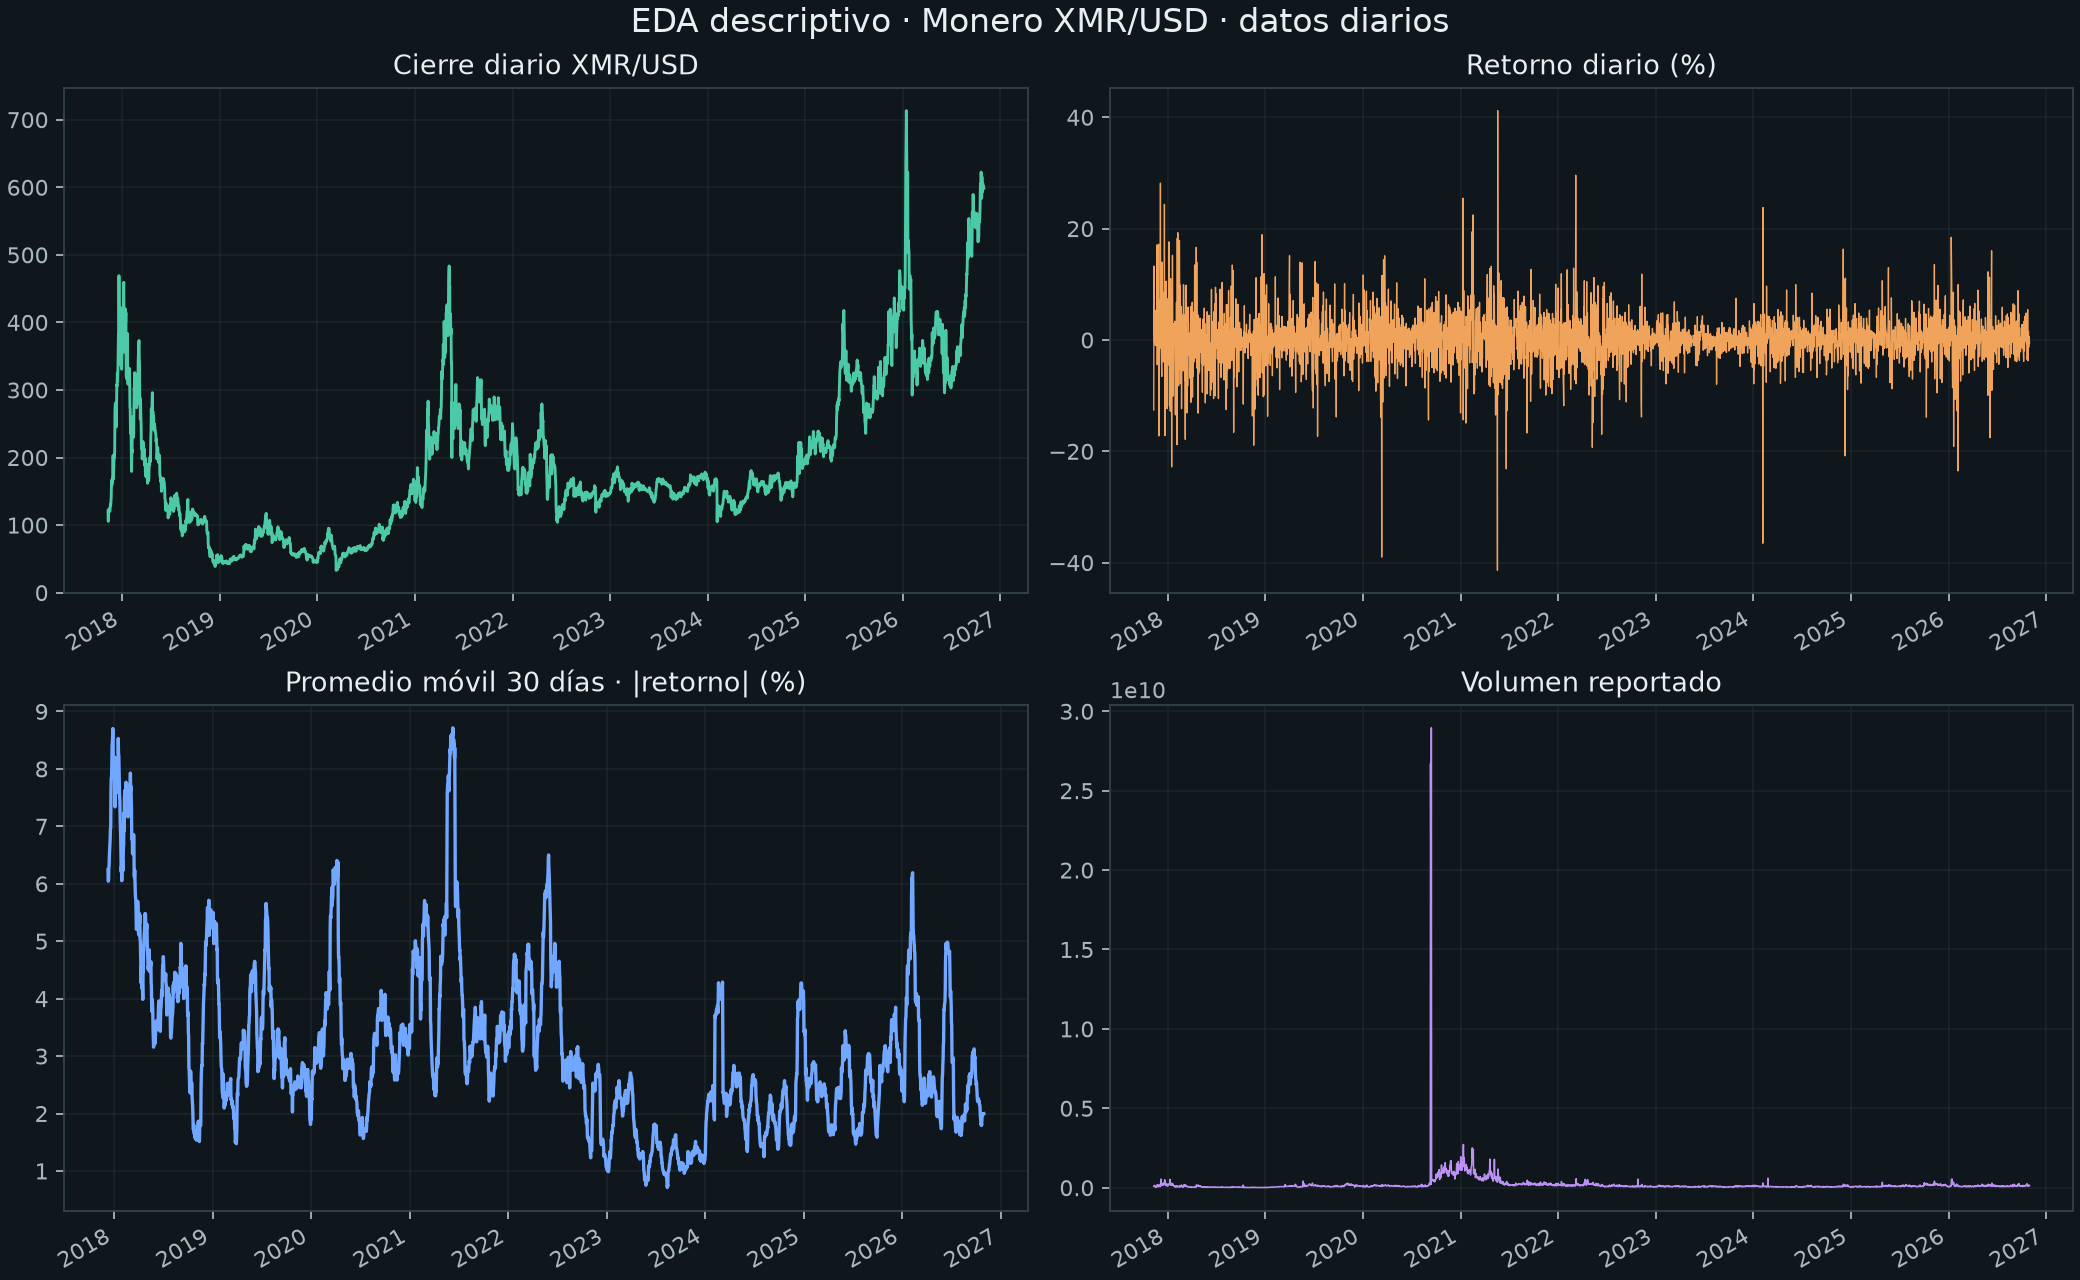 EDA descriptivo · Monero XMR/USD · datos diarios
Cierre diario XMR/USD
700
600
500
400
300
200
100
0
2018 2019 2020 2021 2022 2023 2024 2025 2026 2027
Retorno diario (%)
40
20
0
−20
−40
2018 2019 2020 2021 2022 2023 2024 2025 2026 2027
Promedio móvil 30 días · |retorno| (%)
9
8
7
6
5
4
3
2
1
2018 2019 2020 2021 2022 2023 2024 2025 2026 2027
Volumen reportado
1e10
3.0
2.5
2.0
1.5
1.0
0.5
0.0
2018 2019 2020 2021 2022 2023 2024 2025 2026 2027